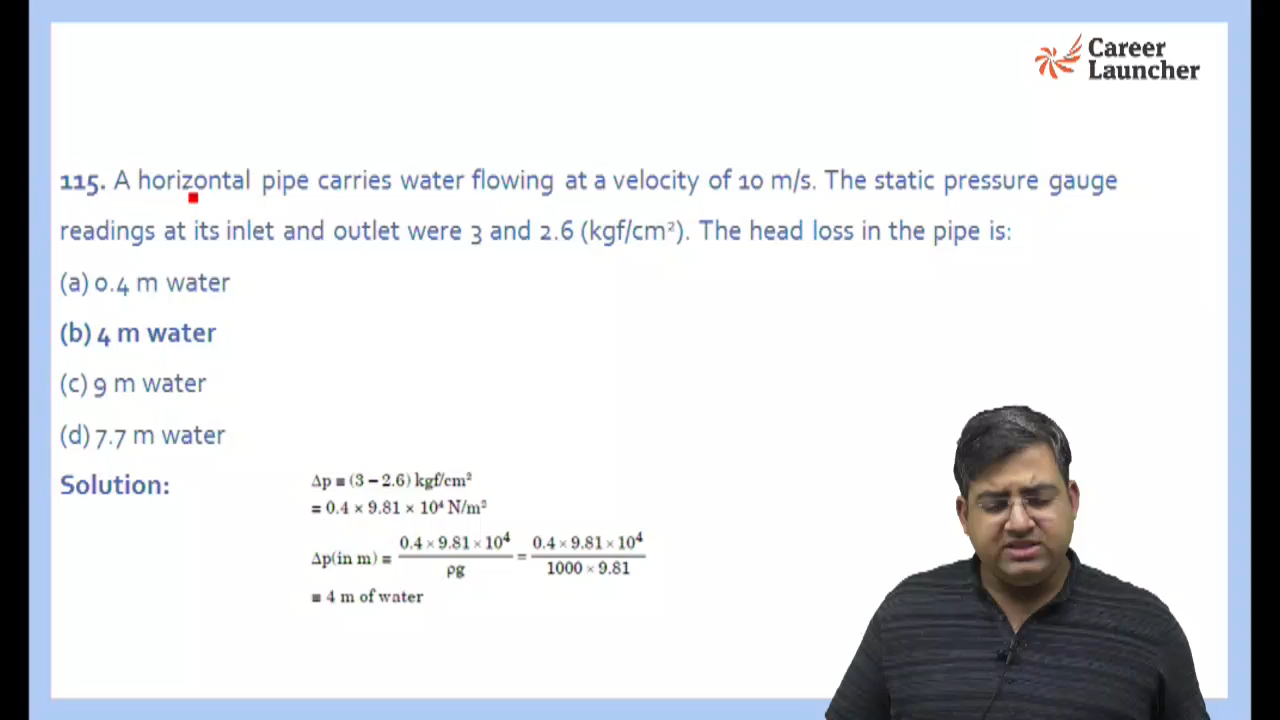 Career
Launcher
115. A horizontal pipe carries water flowing at a velocity of 10 m/s. The static pressure gauge
readings at its inlet and outlet were 3 and 2.6 (kgf/cm²). The head loss in the pipe is:
(a) 0.4 m water
(b) 4 m water
(c) 9 m water
(d) 7.7 m water
Solution:
Δp = (3 – 2.6) kgf/cm²
= 0.4 × 9.81 × 10⁴ N/m²
Δp(in m) = 0.4 × 9.81 × 10⁴ / ρg = 0.4 × 9.81 × 10⁴ / 1000 × 9.81
= 4 m of water